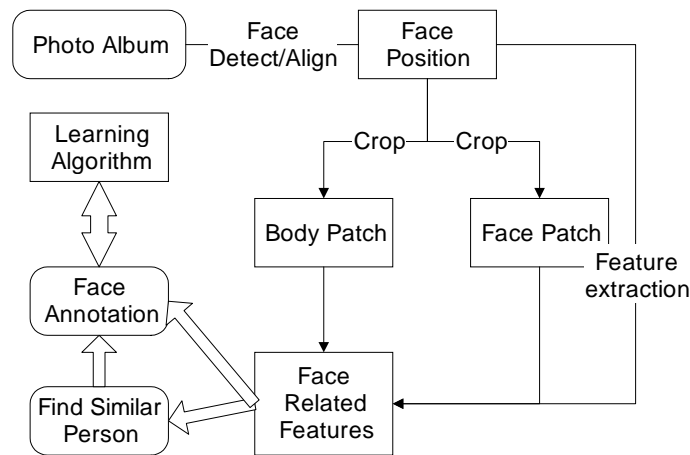 Photo Album
Face
Detect/Align
Face
Position
Learning
Algorithm
Crop
Crop
Body Patch
Face Patch
Feature
extraction
Face
Annotation
Face
Related
Features
Find Similar
Person